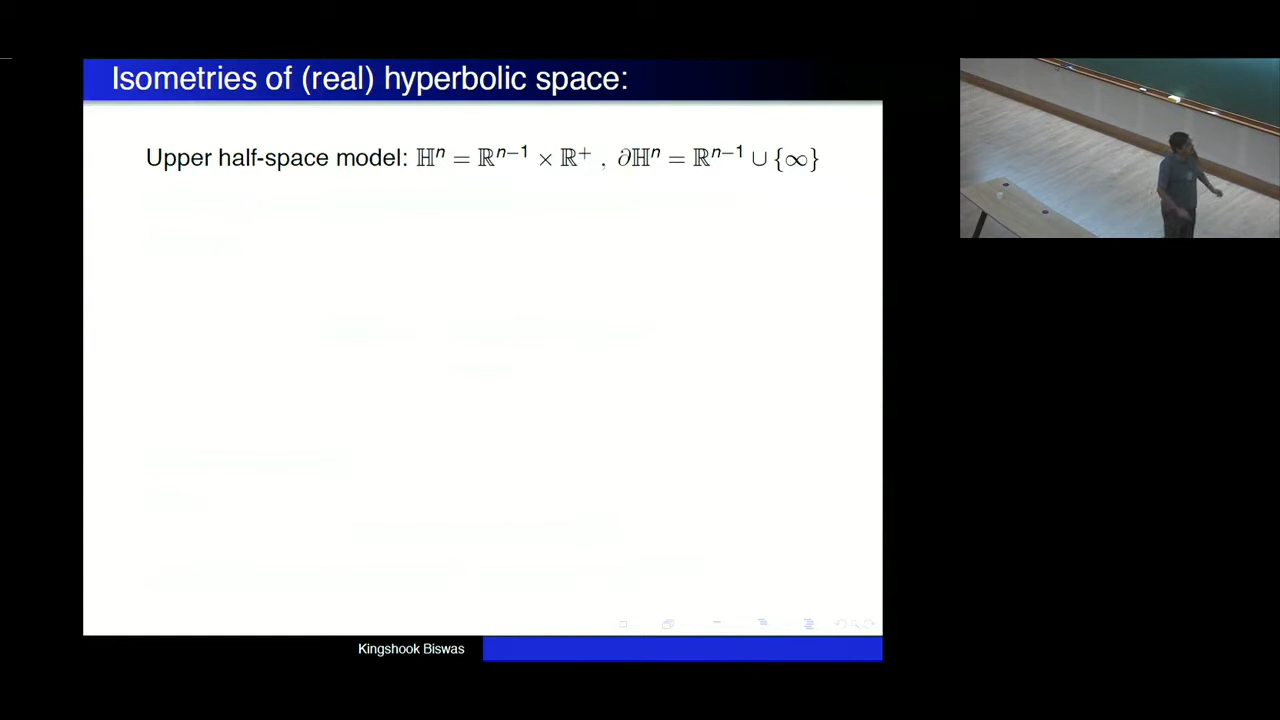 Isometries of (real) hyperbolic space:
Upper half-space model: ℍⁿ = ℝⁿ⁻¹ × ℝ⁺ , ∂ℍⁿ = ℝⁿ⁻¹ ∪ {∞}
Kingshook Biswas